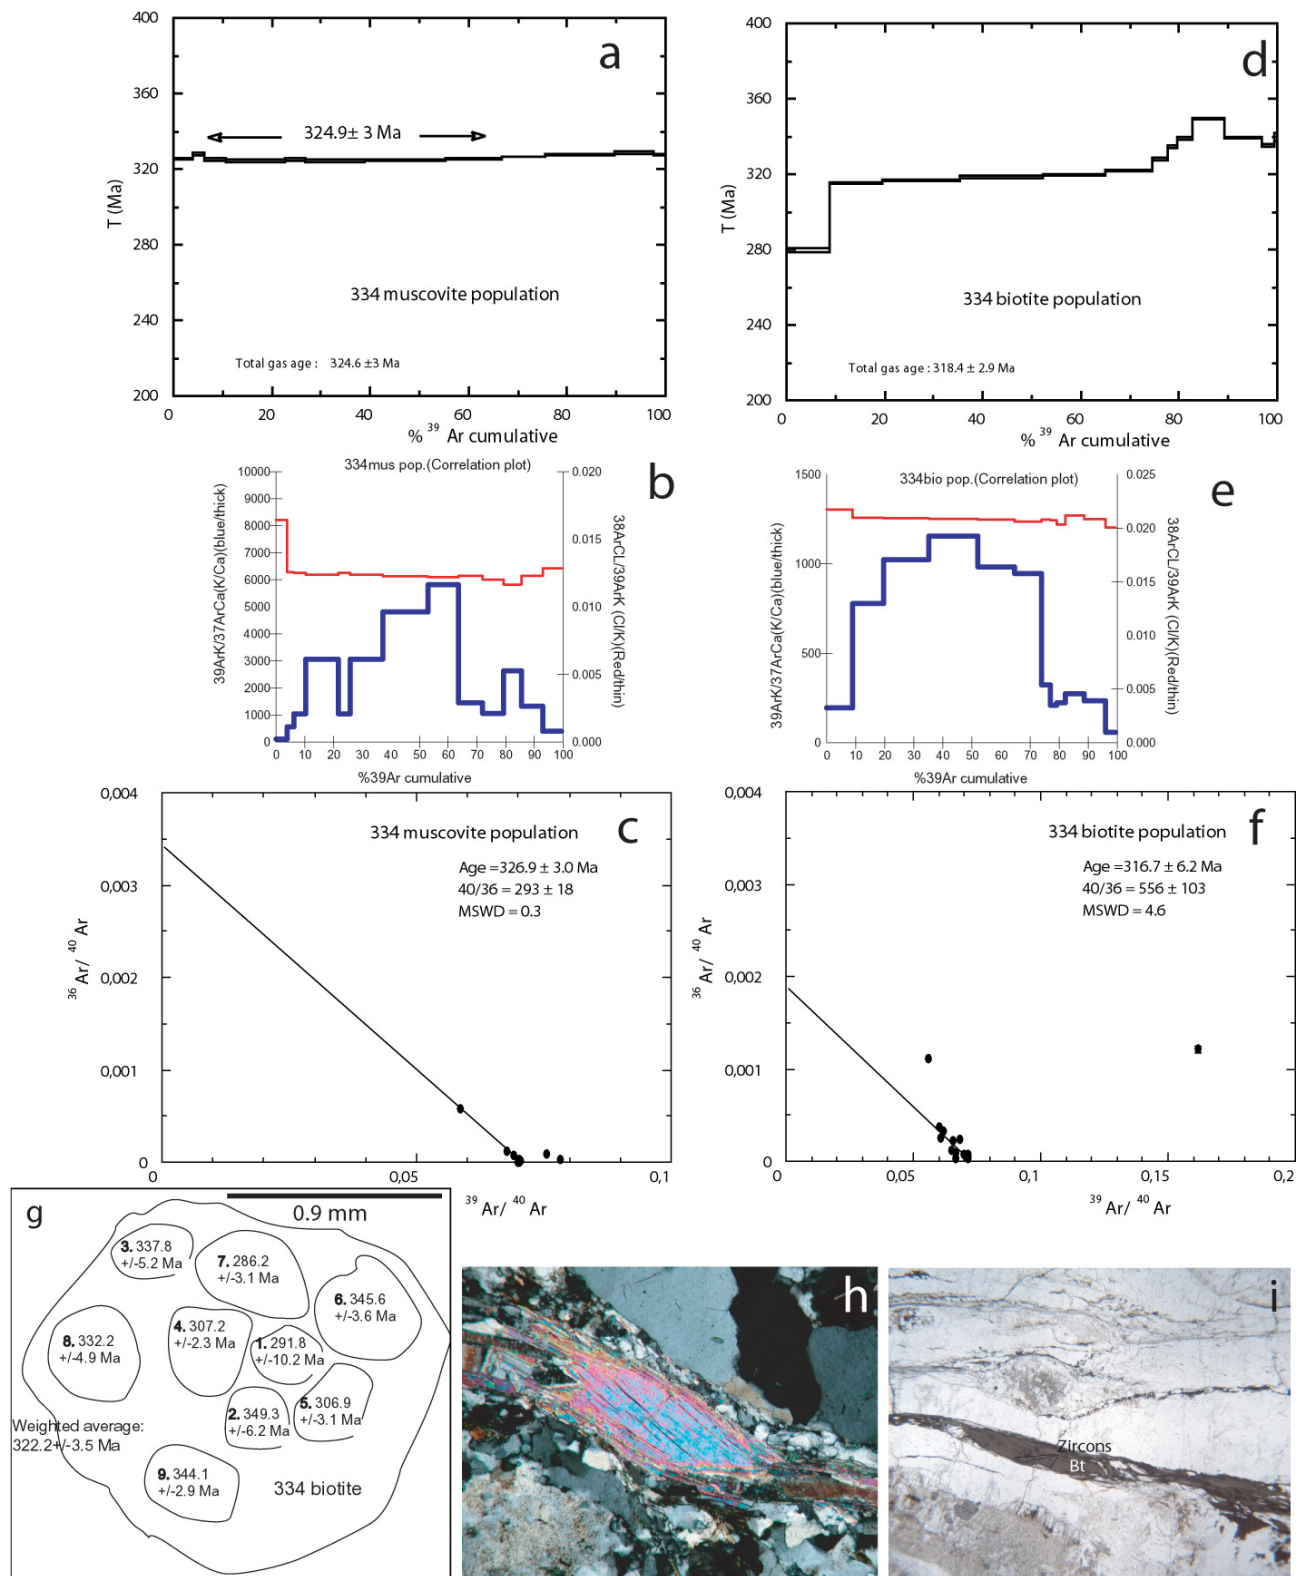 a
400
360
320
280
240
200
T (Ma)
324.9± 3 Ma
334 muscovite population
Total gas age : 324.6 ±3 Ma
0 20 40 60 80 100
% 39 Ar cumulative
d
400
360
320
280
240
200
T (Ma)
334 biotite population
Total gas age : 318.4 ± 2.9 Ma
0 20 40 60 80 100
% 39 Ar cumulative
334mus pop.(Correlation plot)
b
10000
9000
8000
7000
6000
5000
4000
3000
2000
1000
0
39ArK/37ArCa(K/Ca)(blue/thick)
0.020
0.015
0.010
0.005
0.000
38ArCL/39ArK (Cl/K)(Red/thin)
0 10 20 30 40 50 60 70 80 90 100
%39Ar cumulative
334bio pop.(Correlation plot)
e
1500
1000
500
0
39ArK/37ArCa(K/Ca)(blue/thick)
0.025
0.020
0.015
0.010
0.005
0.000
38ArCL/39ArK (Cl/K)(Red/thin)
0 10 20 30 40 50 60 70 80 90 100
%39Ar cumulative
c
334 muscovite population
Age =326.9 ± 3.0 Ma
40/36 = 293 ± 18
MSWD = 0.3
0,004
0,003
0,002
0,001
0
36 Ar/ 40 Ar
0 0,05 0,1
39 Ar/ 40 Ar
f
334 biotite population
Age =316.7 ± 6.2 Ma
40/36 = 556 ± 103
MSWD = 4.6
0,004
0,003
0,002
0,001
0
36 Ar/ 40 Ar
0 0,05 0,10 0,15 0,2
39 Ar/ 40 Ar
g
0.9 mm
3. 337.8
+/-5.2 Ma
7. 286.2
+/-3.1 Ma
6. 345.6
+/-3.6 Ma
8. 332.2
+/-4.9 Ma
4. 307.2
+/-2.3 Ma
1. 291.8
+/-10.2 Ma
2. 349.3
+/-6.2 Ma
5. 306.9
+/-3.1 Ma
Weighted average:
322.2+/-3.5 Ma
9. 344.1
+/-2.9 Ma
334 biotite
h
i
Zircons
Bt